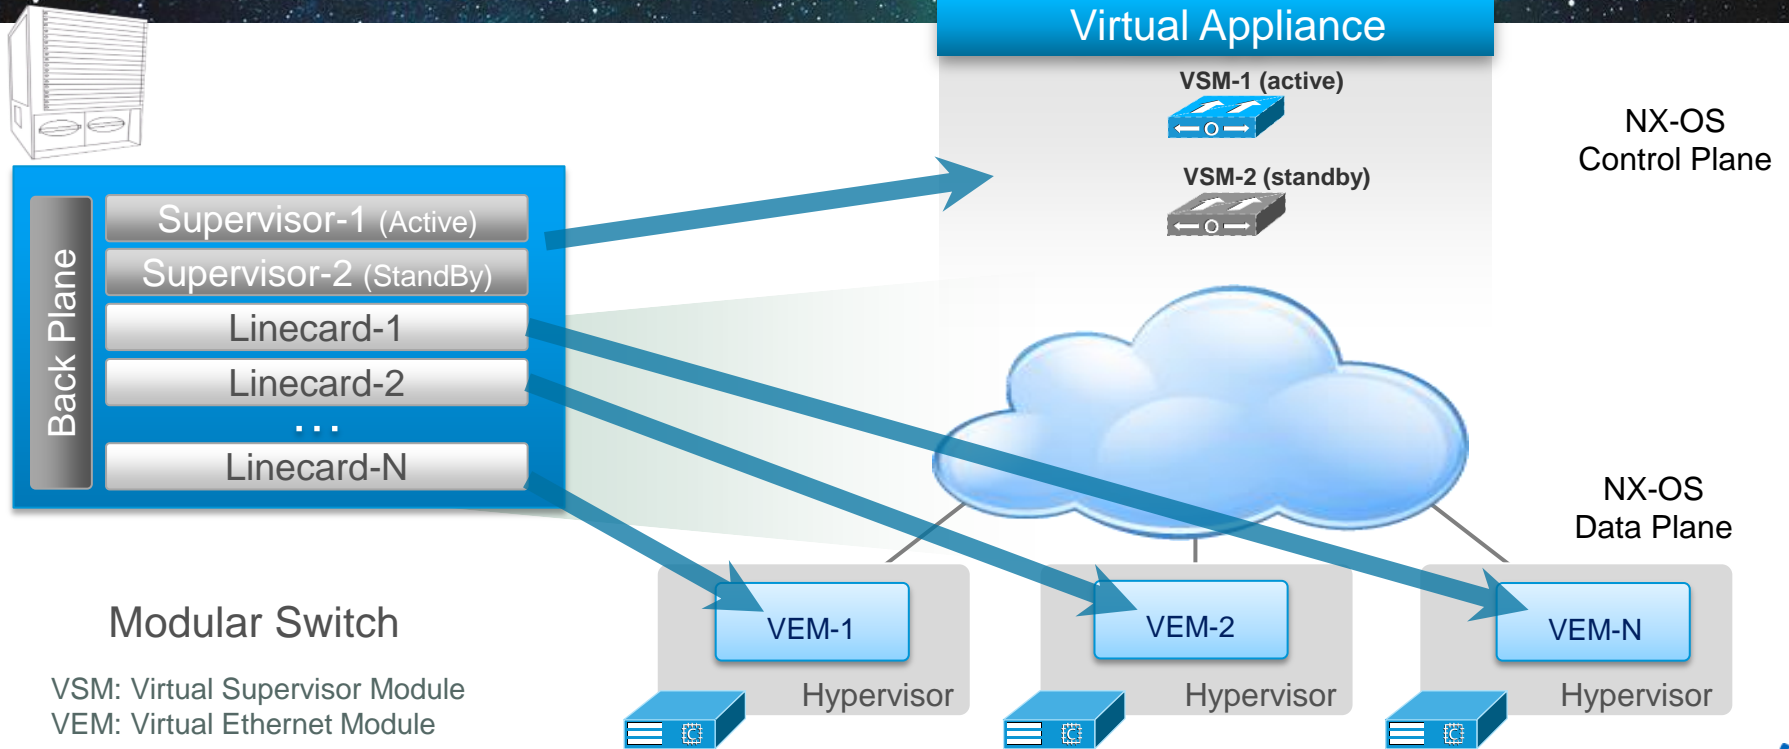 Virtual Appliance
VSM-1 (active)
VSM-2 (standby)
NX-OS
Control Plane
Back Plane
Supervisor-1 (Active)
Supervisor-2 (StandBy)
Linecard-1
Linecard-2
...
Linecard-N
NX-OS
Data Plane
VEM-1
Hypervisor
VEM-2
Hypervisor
VEM-N
Hypervisor
Modular Switch
VSM: Virtual Supervisor Module
VEM: Virtual Ethernet Module
C
C
C